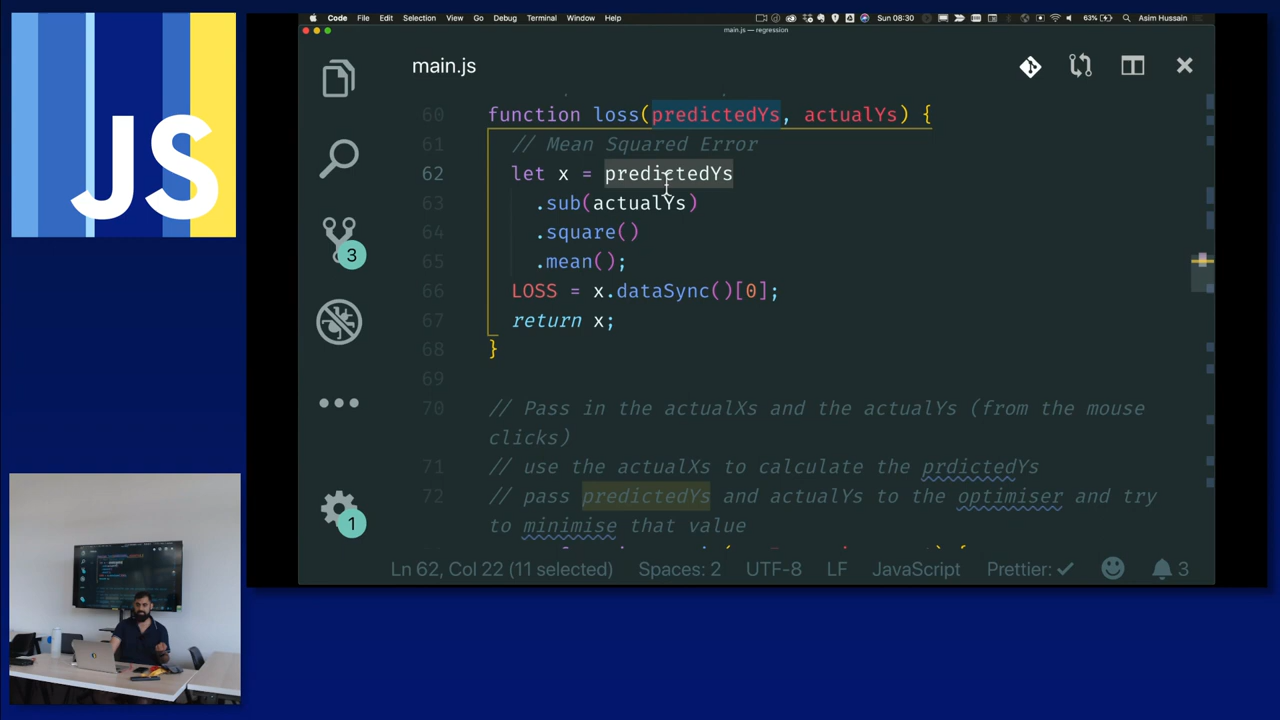 JS
Code File Edit Selection View Go Debug Terminal Window Help
Sun 08:30 63% Asim Hussain
main.js — regression
main.js
60 function loss(predictedYs, actualYs) {
61 // Mean Squared Error
62 let x = predictedYs
63 .sub(actualYs)
64 .square()
65 .mean();
66 LOSS = x.dataSync()[0];
67 return x;
68 }
69
70 // Pass in the actualXs and the actualYs (from the mouse
clicks)
71 // use the actualXs to calculate the prdictedYs
72 // pass predictedYs and actualYs to the optimiser and try
to minimise that value
3
1
Ln 62, Col 22 (11 selected) Spaces: 2 UTF-8 LF JavaScript Prettier: ✓ 3